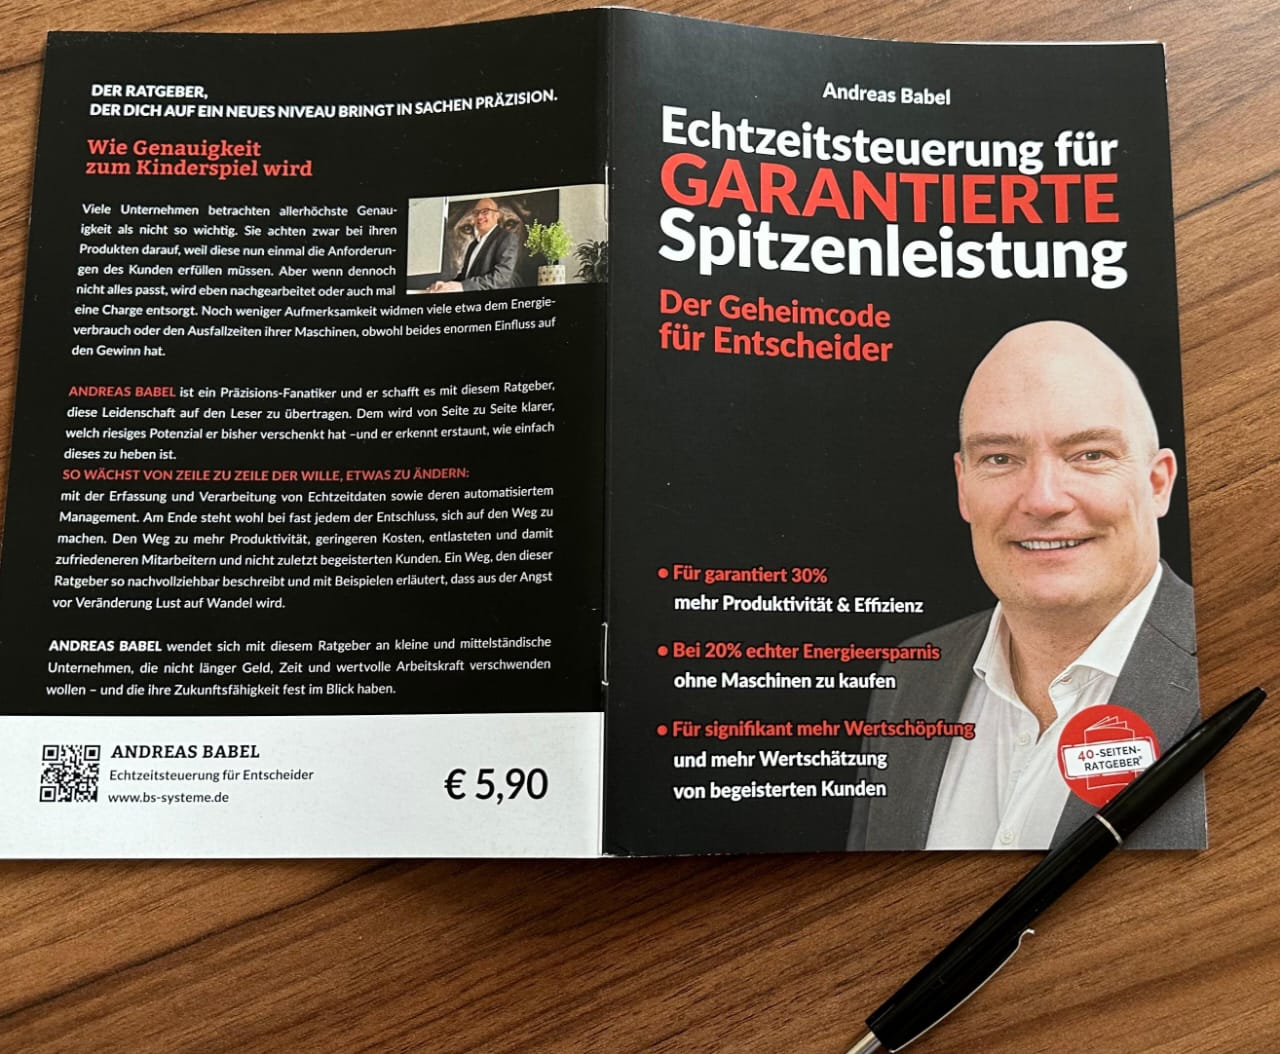 DER RATGEBER,
DER DICH AUF EIN NEUES NIVEAU BRINGT IN SACHEN PRÄZISION.
Wie Genauigkeit
zum Kinderspiel wird
Viele Unternehmen betrachten allerhöchste Genau-
igkeit als nicht so wichtig. Sie achten zwar bei ihren
Produkten darauf, weil diese nun einmal die Anforderun-
gen des Kunden erfüllen müssen. Aber wenn dennoch
nicht alles passt, wird eben nachgearbeitet oder auch mal
eine Charge entsorgt. Noch weniger Aufmerksamkeit widmen viele etwa dem Energie-
verbrauch oder den Ausfallzeiten ihrer Maschinen, obwohl beides enormen Einfluss auf
den Gewinn hat.
ANDREAS BABEL ist ein Präzisions-Fanatiker und er schafft es mit diesem Ratgeber,
diese Leidenschaft auf den Leser zu übertragen. Dem wird von Seite zu Seite klarer,
welch riesiges Potenzial er bisher verschenkt hat –und er erkennt erstaunt, wie einfach
dieses zu heben ist.
SO WÄCHST VON ZEILE ZU ZEILE DER WILLE, ETWAS ZU ÄNDERN:
mit der Erfassung und Verarbeitung von Echtzeitdaten sowie deren automatisiertem
Management. Am Ende steht wohl bei fast jedem der Entschluss, sich auf den Weg zu
machen. Den Weg zu mehr Produktivität, geringeren Kosten, entlasteten und damit
zufriedeneren Mitarbeitern und nicht zuletzt begeisterten Kunden. Ein Weg, den dieser
Ratgeber so nachvollziehbar beschreibt und mit Beispielen erläutert, dass aus der Angst
vor Veränderung Lust auf Wandel wird.
ANDREAS BABEL wendet sich mit diesem Ratgeber an kleine und mittelständische
Unternehmen, die nicht länger Geld, Zeit und wertvolle Arbeitskraft verschwenden
wollen – und die ihre Zukunftsfähigkeit fest im Blick haben.
ANDREAS BABEL
Echtzeitsteuerung für Entscheider
www.bs-systeme.de
€ 5,90
Andreas Babel
Echtzeitsteuerung für
GARANTIERTE
Spitzenleistung
Der Geheimcode
für Entscheider
• Für garantiert 30%
mehr Produktivität & Effizienz
• Bei 20% echter Energieersparnis
ohne Maschinen zu kaufen
• Für signifikant mehr Wertschöpfung
und mehr Wertschätzung
von begeisterten Kunden
40-SEITEN-
RATGEBER®